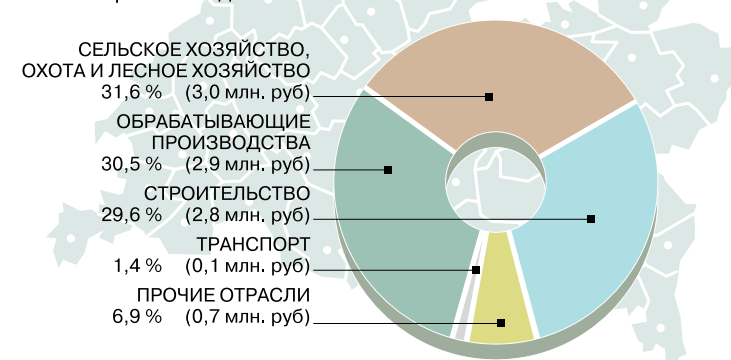 СЕЛЬСКОЕ ХОЗЯЙСТВО,
ОХОТА И ЛЕСНОЕ ХОЗЯЙСТВО
31,6 % (3,0 млн. руб)
ОБРАБАТЫВАЮЩИЕ
ПРОИЗВОДСТВА
30,5 % (2,9 млн. руб)
СТРОИТЕЛЬСТВО
29,6 % (2,8 млн. руб)
ТРАНСПОРТ
1,4 % (0,1 млн. руб)
ПРОЧИЕ ОТРАСЛИ
6,9 % (0,7 млн. руб)